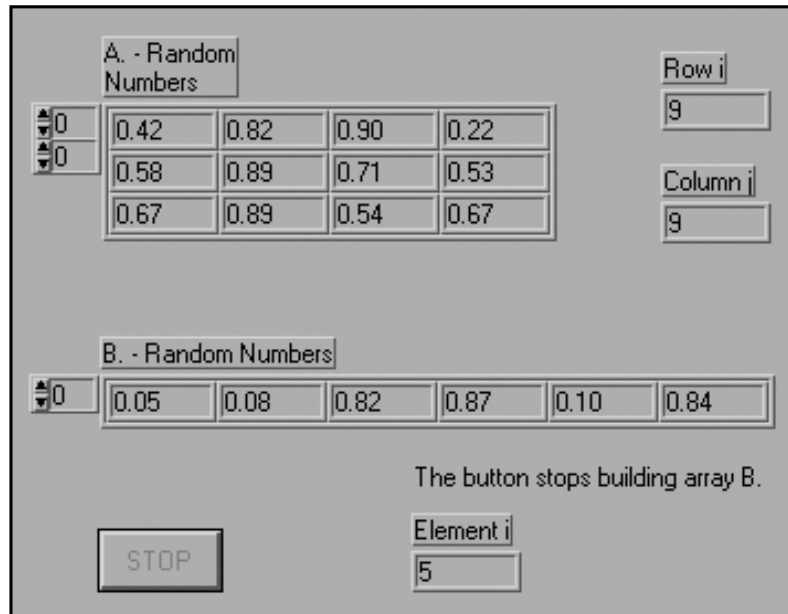 A. - Random
Numbers
Row i
9
0 0.42 0.82 0.90 0.22
0 0.58 0.89 0.71 0.53
0.67 0.89 0.54 0.67
Column j
9
B. - Random Numbers
0 0.05 0.08 0.82 0.87 0.10 0.84
The button stops building array B.
Element i
5
STOP